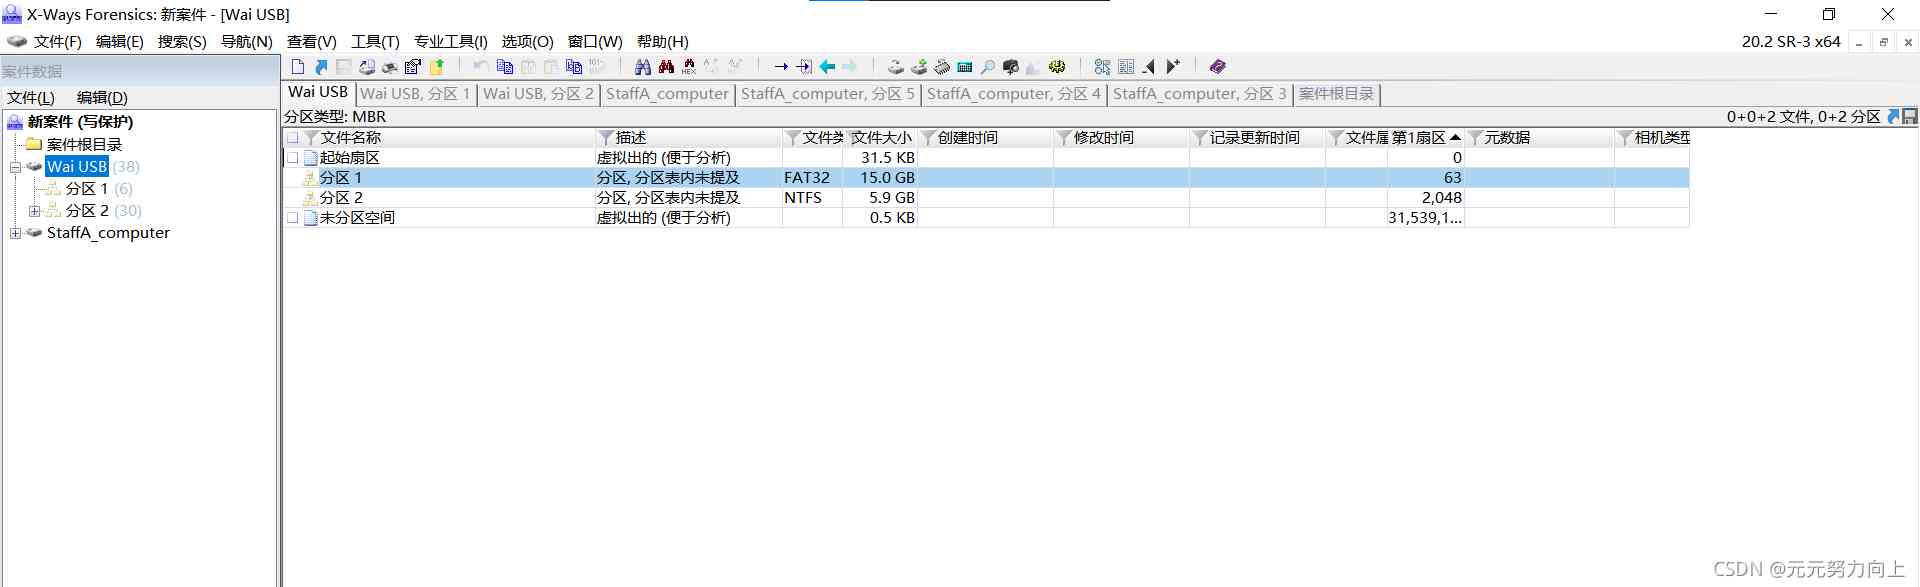 X-Ways Forensics: 新案件 - [Wai USB]
文件(F) 编辑(E) 搜索(S) 导航(N) 查看(V) 工具(T) 专业工具(I) 选项(O) 窗口(W) 帮助(H) 20.2 SR-3 x64
案件数据
文件(L) 编辑(D)
新案件 (写保护)
案件根目录
Wai USB (38)
分区 1 (6)
分区 2 (30)
StaffA_computer
Wai USB Wai USB, 分区 1 Wai USB, 分区 2 StaffA_computer StaffA_computer, 分区 5 StaffA_computer, 分区 4 StaffA_computer, 分区 3 案件根目录
分区类型: MBR 0+0+2 文件, 0+2 分区
文件名称 描述 文件类 文件大小 创建时间 修改时间 记录更新时间 文件属 第1扇区 元数据 相机类型
起始扇区 虚拟出的 (便于分析) 31.5 KB 0
分区 1 分区, 分区表内未提及 FAT32 15.0 GB 63
分区 2 分区, 分区表内未提及 NTFS 5.9 GB 2,048
未分区空间 虚拟出的 (便于分析) 0.5 KB 31,539,1...
CSDN @元元努力向上